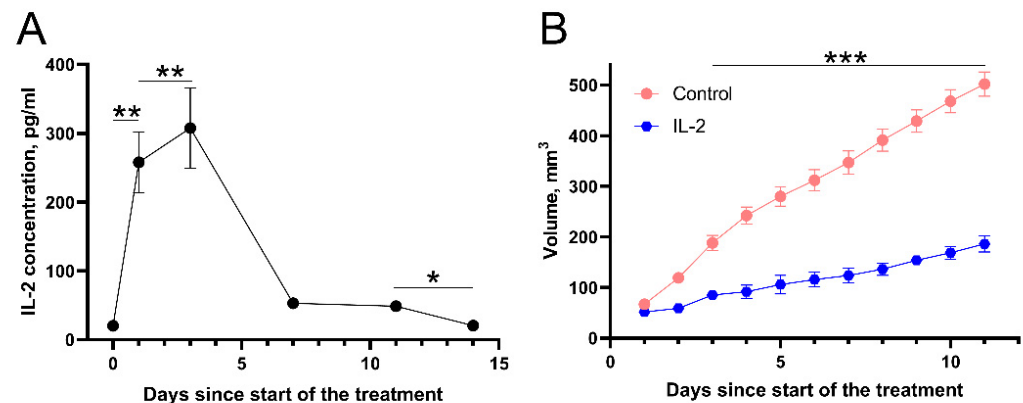 A
IL-2 concentration, pg/ml
400
300
200
100
0
**
**
*
0
5
10
15
Days since start of the treatment
B
Volume, mm³
500
400
300
200
100
0
***
Control
IL-2
0
5
10
Days since start of the treatment